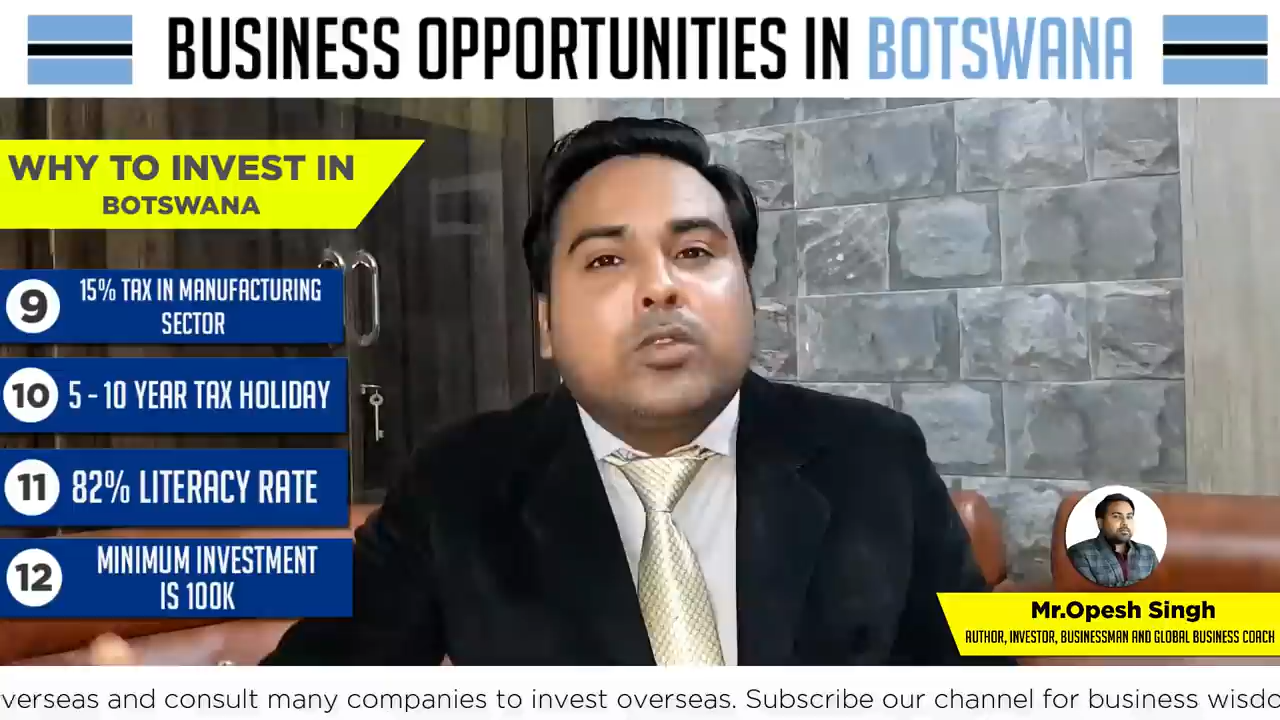 BUSINESS OPPORTUNITIES IN BOTSWANA
WHY TO INVEST IN
BOTSWANA
9 15% TAX IN MANUFACTURING
SECTOR
10 5 - 10 YEAR TAX HOLIDAY
11 82% LITERACY RATE
12 MINIMUM INVESTMENT
IS 100K
Mr.Opesh Singh
AUTHOR, INVESTOR, BUSINESSMAN AND GLOBAL BUSINESS COACH
verseas and consult many companies to invest overseas. Subscribe our channel for business wisdo